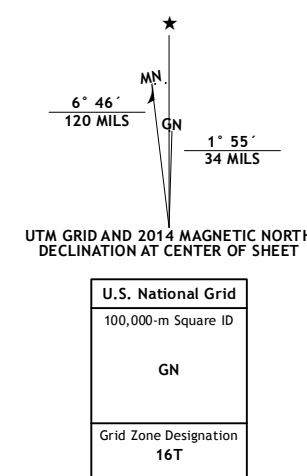 ★
MN
GN
6° 46´
120 MILS
1° 55´
34 MILS
UTM GRID AND 2014 MAGNETIC NORTH
DECLINATION AT CENTER OF SHEET
U.S. National Grid
100,000-m Square ID
GN
Grid Zone Designation
16T